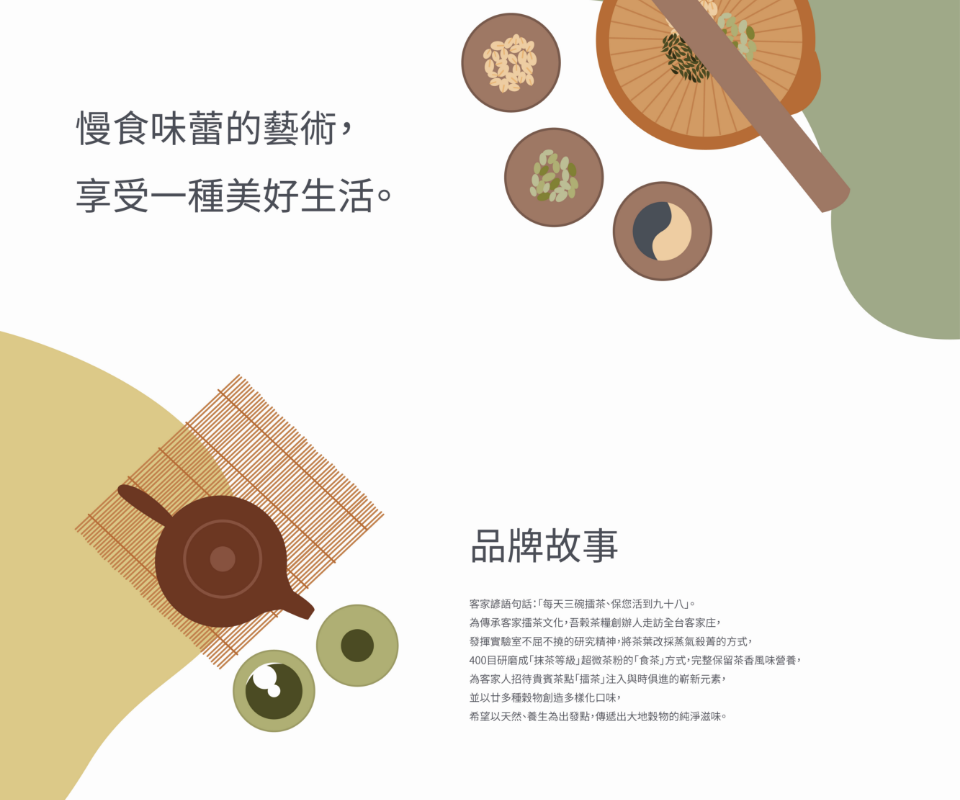 慢食味蕾的藝術，
享受一種美好生活。
品牌故事
客家諺語句話：「每天三碗擂茶、保您活到九十八」。
為傳承客家擂茶文化，吾穀茶糧創辦人走訪全台客家庄，
發揮實驗室不屈不撓的研究精神，將茶葉改採蒸氣殺菁的方式，
400目研磨成「抹茶等級」超微茶粉的「食茶」方式，完整保留茶香風味營養，
為客家人招待貴賓茶點「擂茶」注入與時俱進的嶄新元素，
並以廿多種穀物創造多樣化口味，
希望以天然、養生為出發點，傳遞出大地穀物的純淨滋味。